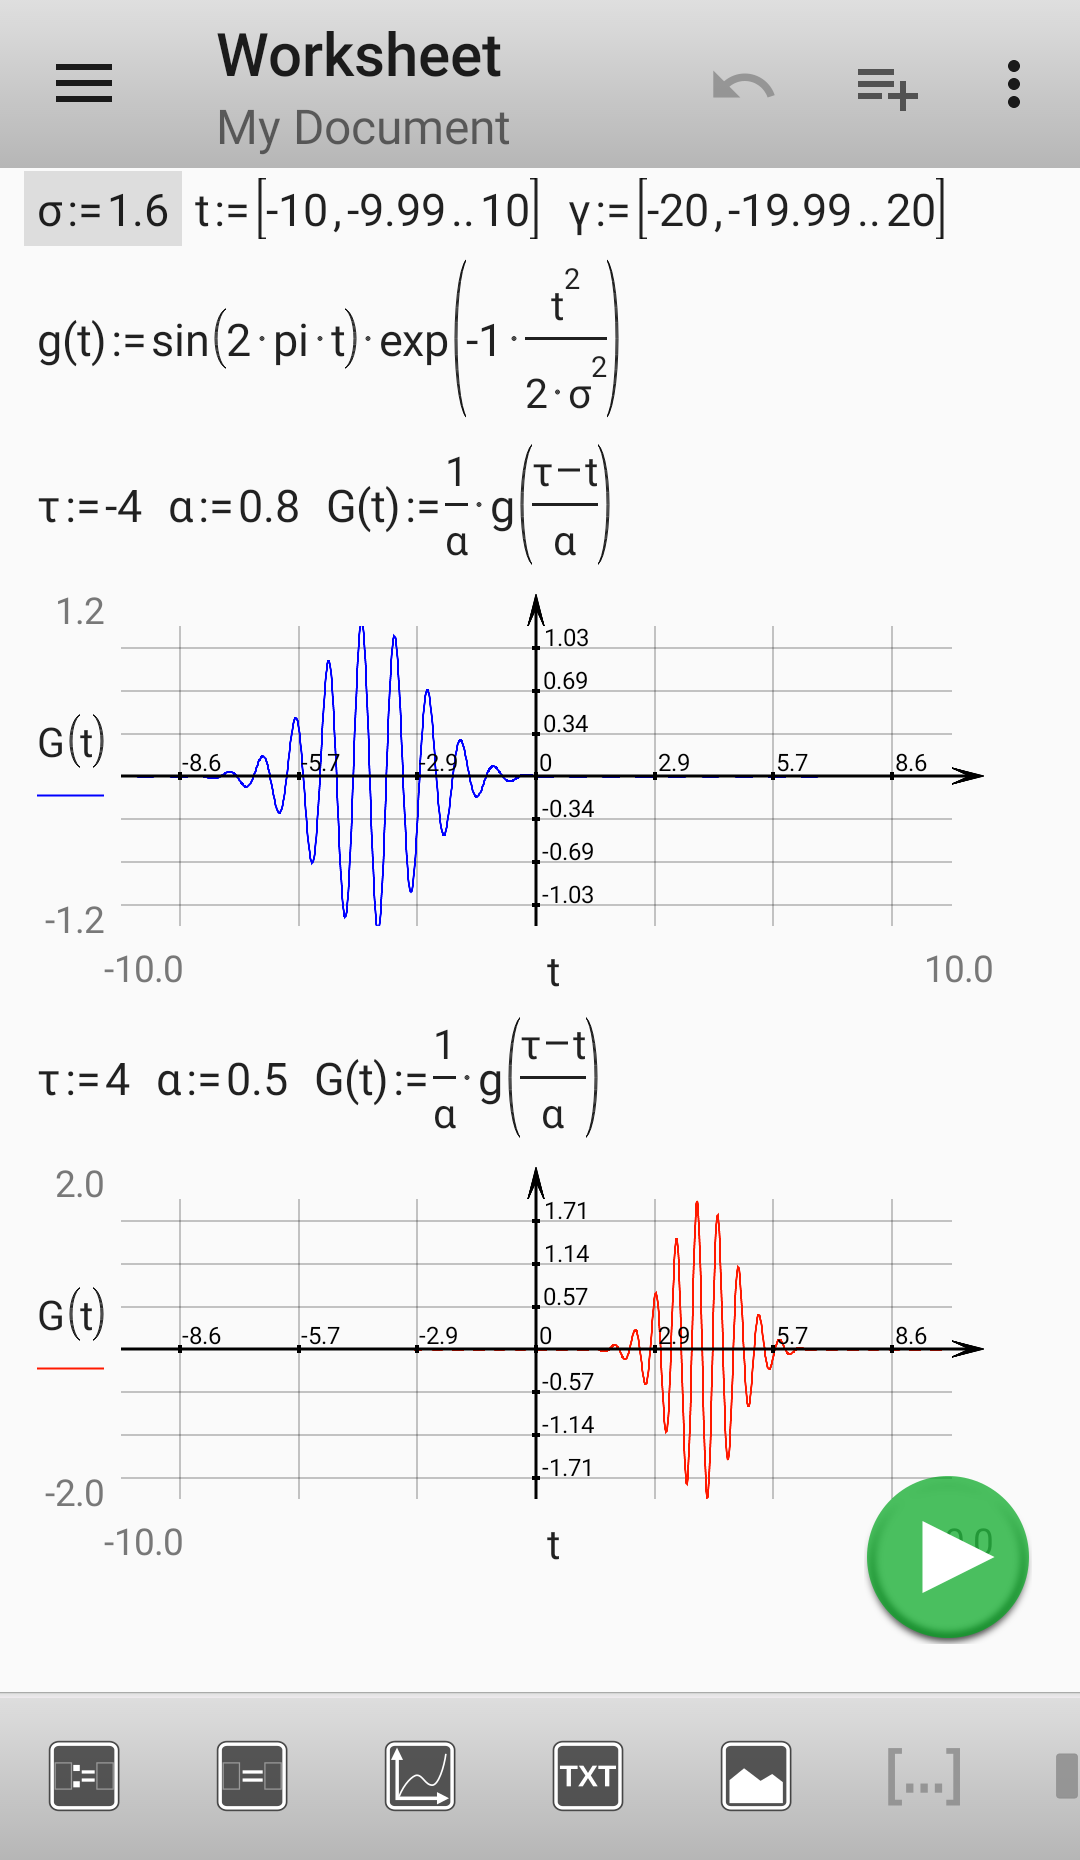 Worksheet
My Document
σ:=1.6 t:=[-10,-9.99..10] γ:=[-20,-19.99..20]
g(t):=sin(2·pi·t)·exp(-1·t^2/(2·σ^2))
τ:=-4 α:=0.8 G(t):=1/α·g((τ−t)/α)
1.2
1.03
0.69
0.34
G(t)
-8.6 -5.7 -2.9 0 2.9 5.7 8.6
-0.34
-0.69
-1.03
-1.2
-10.0 t 10.0
τ:=4 α:=0.5 G(t):=1/α·g((τ−t)/α)
2.0
1.71
1.14
0.57
G(t)
-8.6 -5.7 -2.9 0 2.9 5.7 8.6
-0.57
-1.14
-1.71
-2.0
-10.0 t
:= = TXT [...]